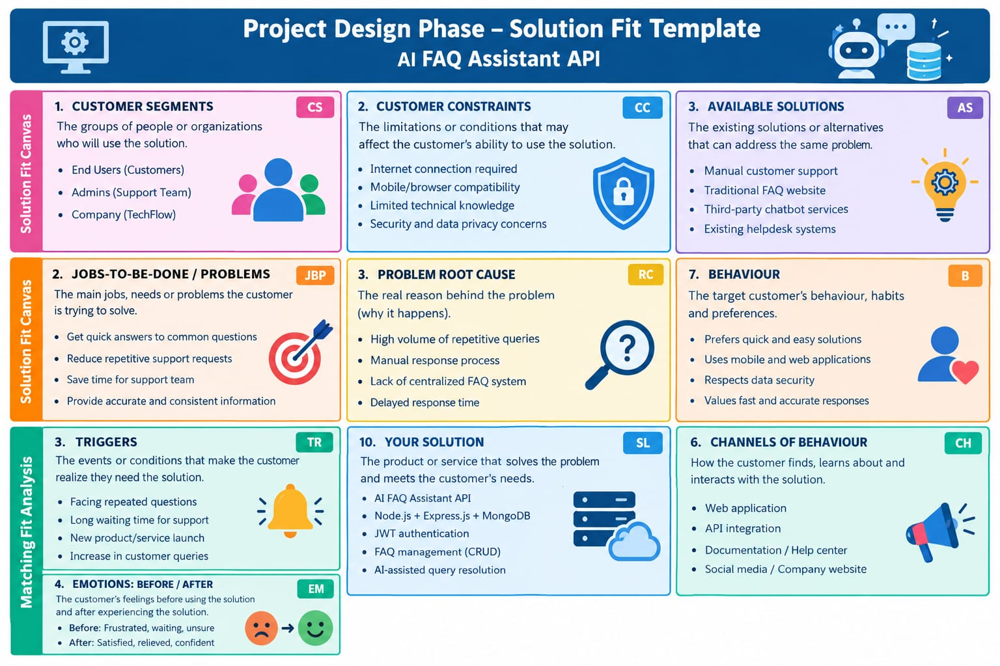 Project Design Phase – Solution Fit Template
AI FAQ Assistant API
Solution Fit Canvas
1. CUSTOMER SEGMENTS
CS
The groups of people or organizations
who will use the solution.
• End Users (Customers)
• Admins (Support Team)
• Company (TechFlow)
2. CUSTOMER CONSTRAINTS
CC
The limitations or conditions that may
affect the customer's ability to use the solution.
• Internet connection required
• Mobile/browser compatibility
• Limited technical knowledge
• Security and data privacy concerns
3. AVAILABLE SOLUTIONS
AS
The existing solutions or alternatives
that can address the same problem.
• Manual customer support
• Traditional FAQ website
• Third-party chatbot services
• Existing helpdesk systems
Solution Fit Canvas
2. JOBS-TO-BE-DONE / PROBLEMS
JBP
The main jobs, needs or problems the customer
is trying to solve.
• Get quick answers to common questions
• Reduce repetitive support requests
• Save time for support team
• Provide accurate and consistent information
3. PROBLEM ROOT CAUSE
RC
The real reason behind the problem
(why it happens).
• High volume of repetitive queries
• Manual response process
• Lack of centralized FAQ system
• Delayed response time
7. BEHAVIOUR
B
The target customer's behaviour, habits
and preferences.
• Prefers quick and easy solutions
• Uses mobile and web applications
• Respects data security
• Values fast and accurate responses
Matching Fit Analysis
3. TRIGGERS
TR
The events or conditions that make the customer
realize they need the solution.
• Facing repeated questions
• Long waiting time for support
• New product/service launch
• Increase in customer queries
4. EMOTIONS: BEFORE / AFTER
EM
The customer's feelings before using the solution
and after experiencing the solution.
• Before: Frustrated, waiting, unsure
• After: Satisfied, relieved, confident
10. YOUR SOLUTION
SL
The product or service that solves the problem
and meets the customer's needs.
• AI FAQ Assistant API
• Node.js + Express.js + MongoDB
• JWT authentication
• FAQ management (CRUD)
• AI-assisted query resolution
6. CHANNELS OF BEHAVIOUR
CH
How the customer finds, learns about and
interacts with the solution.
• Web application
• API integration
• Documentation / Help center
• Social media / Company website